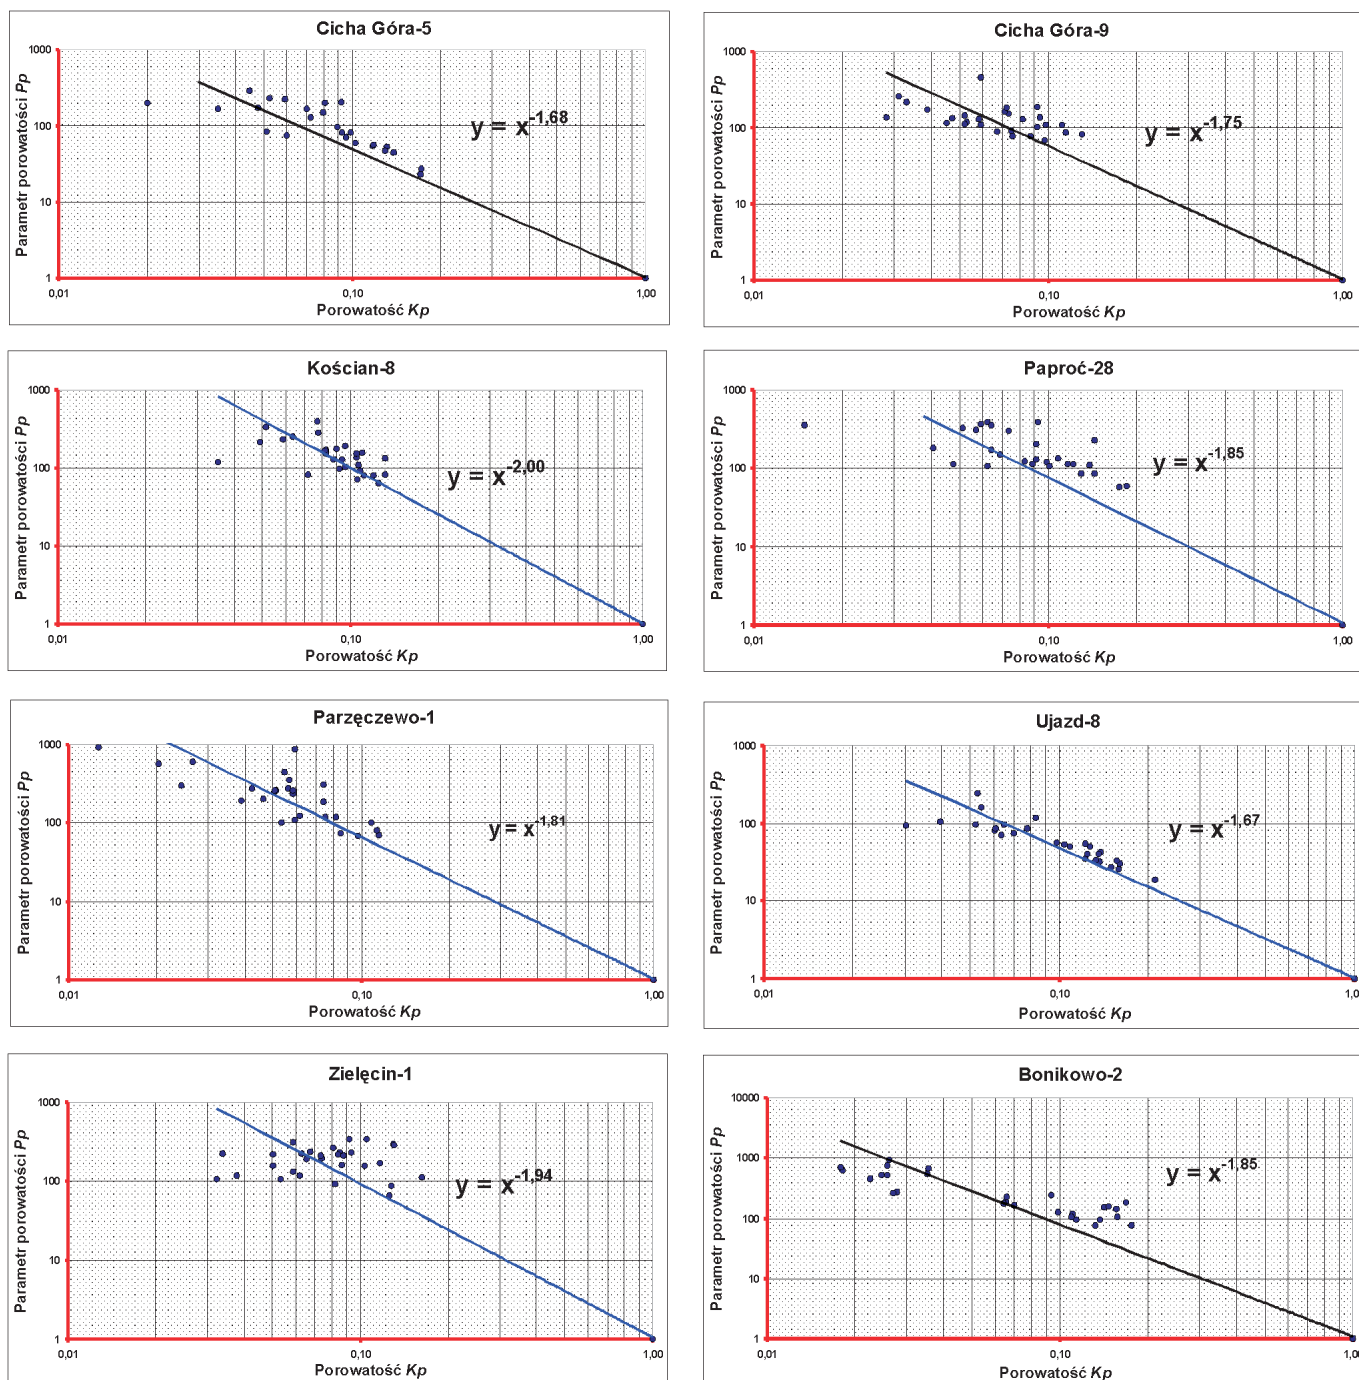 Cicha Góra-5
1000
100
10
1
0,01
0,10
1,00
Parametr porowatości Pp
Porowatość Kp
y = x^-1,68
Cicha Góra-9
1000
100
10
1
0,01
0,10
1,00
Parametr porowatości Pp
Porowatość Kp
y = x^-1,75
Kościan-8
1000
100
10
1
0,01
0,10
1,00
Parametr porowatości Pp
Porowatość Kp
y = x^-2,00
Paproć-28
1000
100
10
1
0,01
0,10
1,00
Parametr porowatości Pp
Porowatość Kp
y = x^-1,85
Parzęczewo-1
1000
100
10
1
0,01
0,10
1,00
Parametr porowatości Pp
Porowatość Kp
y = x^-1,81
Ujazd-8
1000
100
10
1
0,01
0,10
1,00
Parametr porowatości Pp
Porowatość Kp
y = x^-1,67
Zielęcin-1
1000
100
10
1
0,01
0,10
1,00
Parametr porowatości Pp
Porowatość Kp
y = x^-1,94
Bonikowo-2
10000
1000
100
10
1
0,01
0,10
1,00
Parametr porowatości Pp
Porowatość Kp
y = x^-1,85